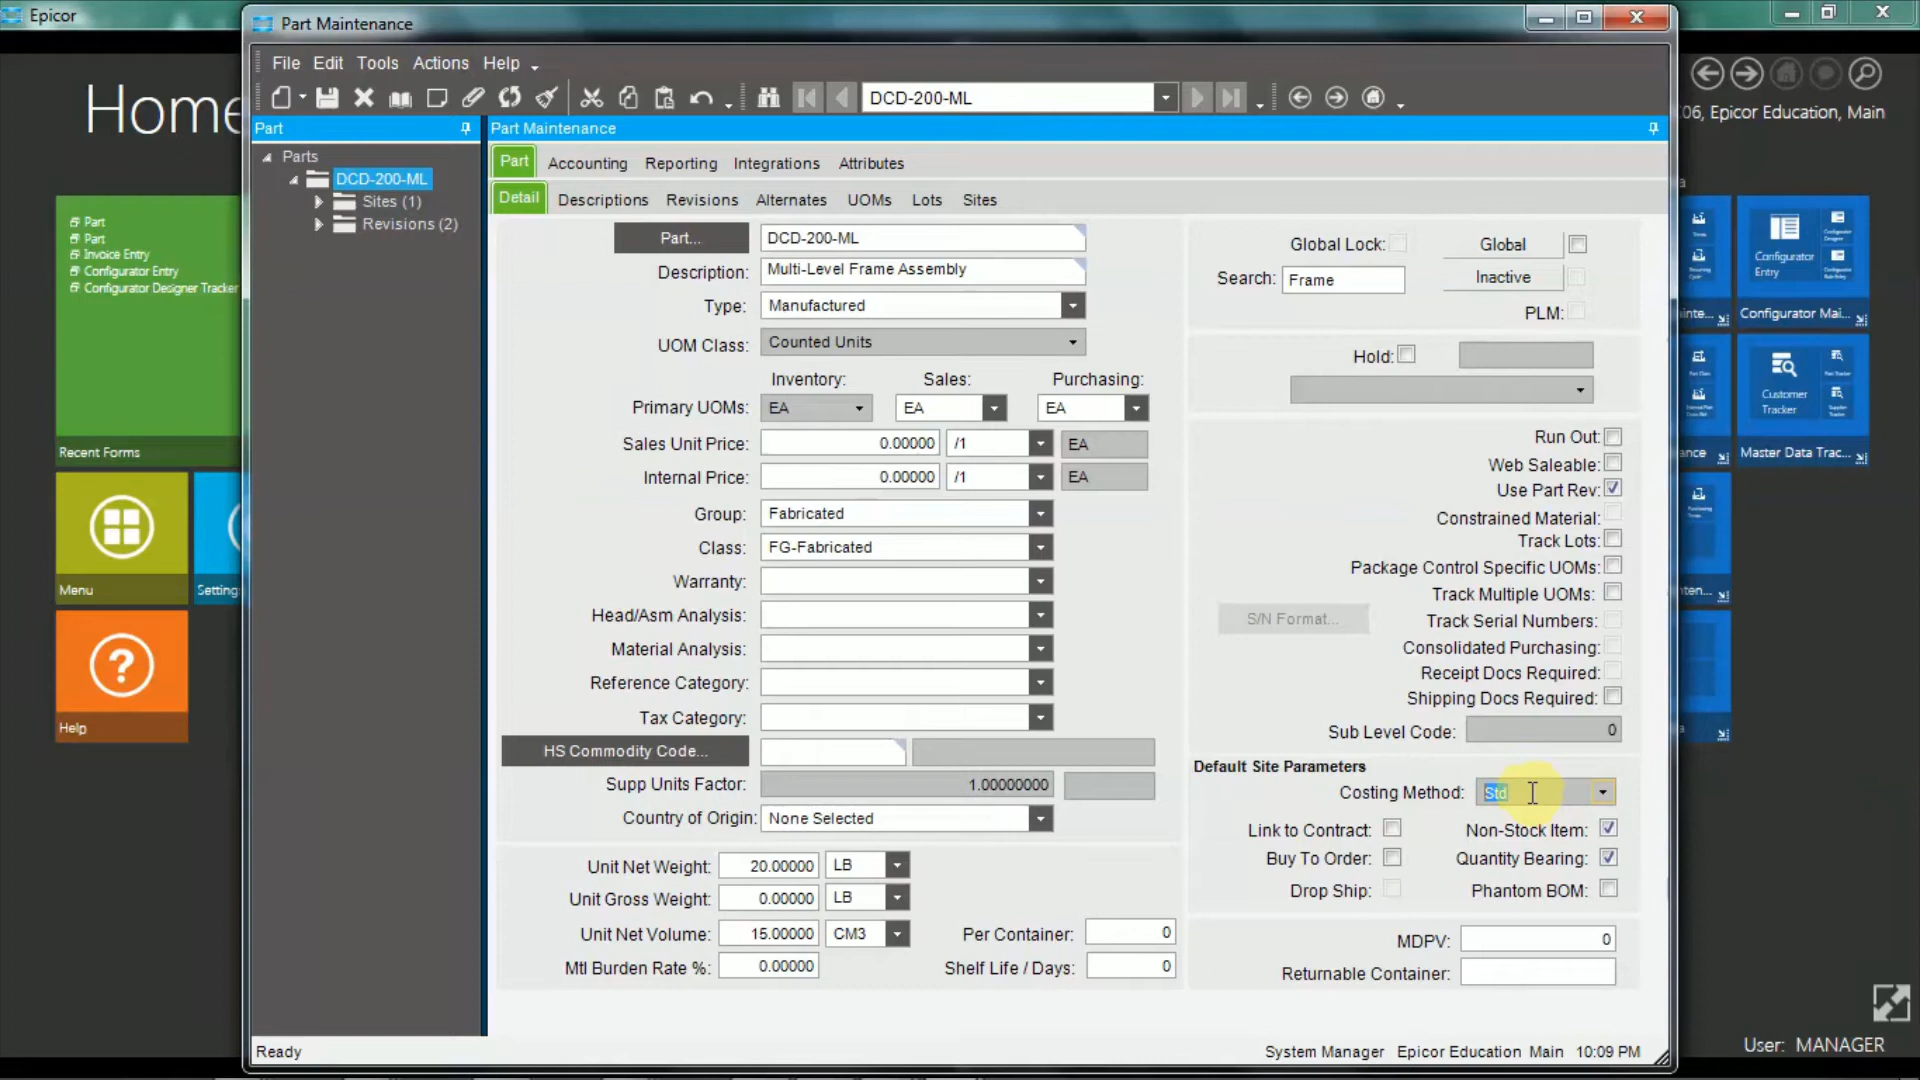 Epicor
Part Maintenance
Home
06, Epicor Education, Main
File Edit Tools Actions Help
DCD-200-ML
Part
Part Maintenance
Parts
DCD-200-ML
Sites (1)
Revisions (2)
Part Accounting Reporting Integrations Attributes
Detail Descriptions Revisions Alternates UOMs Lots Sites
Part
Part
Invoice Entry
Configurator Entry
Configurator Designer Tracker
Recent Forms
Menu
Setting
Help
Part... DCD-200-ML
Description: Multi-Level Frame Assembly
Type: Manufactured
UOM Class: Counted Units
Inventory: Sales: Purchasing:
Primary UOMs: EA EA EA
Sales Unit Price: 0.00000 /1 EA
Internal Price: 0.00000 /1 EA
Group: Fabricated
Class: FG-Fabricated
Warranty:
Head/Asm Analysis:
Material Analysis:
Reference Category:
Tax Category:
HS Commodity Code...
Supp Units Factor: 1.00000000
Country of Origin: None Selected
Unit Net Weight: 20.00000 LB
Unit Gross Weight: 0.00000 LB
Unit Net Volume: 15.00000 CM3 Per Container: 0
Mtl Burden Rate %: 0.00000 Shelf Life / Days: 0
Global Lock: Global
Search: Frame Inactive
PLM:
Hold:
Run Out:
Web Saleable:
Use Part Rev:
Constrained Material:
Track Lots:
Package Control Specific UOMs:
Track Multiple UOMs:
S/N Format... Track Serial Numbers:
Consolidated Purchasing:
Receipt Docs Required:
Shipping Docs Required:
Sub Level Code: 0
Default Site Parameters
Costing Method: Std
Link to Contract: Non-Stock Item:
Buy To Order: Quantity Bearing:
Drop Ship: Phantom BOM:
MDPV: 0
Returnable Container:
Configurator
Entry
inte... Configurator Mai...
Customer
Tracker
ance Master Data Trac...
ten...
a
Ready
System Manager Epicor Education Main 10:09 PM
User: MANAGER